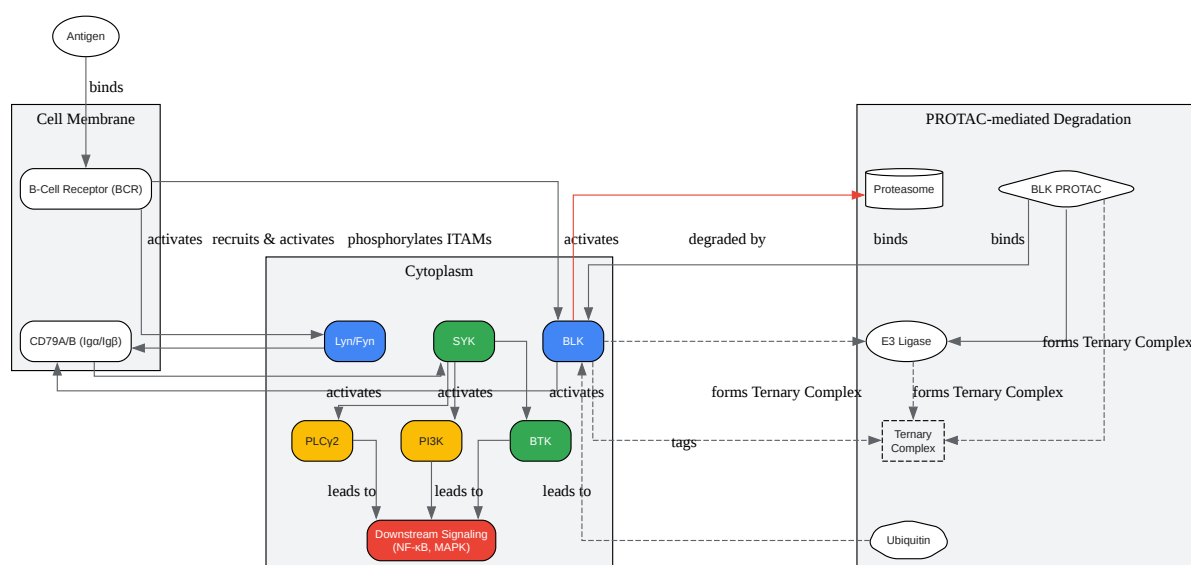 Antigen
binds
Cell Membrane
PROTAC-mediated Degradation
B-Cell Receptor (BCR)
Proteasome
BLK PROTAC
activates
recruits & activates
phosphorylates ITAMs
activates
degraded by
binds
binds
Cytoplasm
CD79A/B (Igα/Igβ)
Lyn/Fyn
SYK
BLK
E3 Ligase
forms Ternary Complex
activates
activates
activates
forms Ternary Complex
forms Ternary Complex
PLCγ2
PI3K
BTK
tags
Ternary
Complex
leads to
leads to
leads to
Downstream Signaling
(NF-κB, MAPK)
Ubiquitin